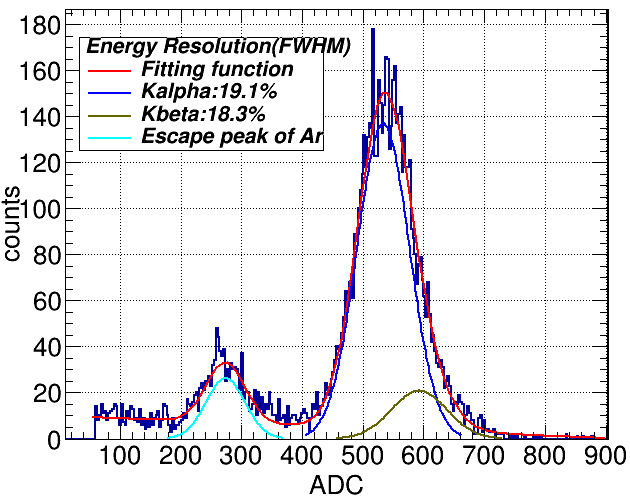 180
160
140
120
100
80
60
40
20
0
counts
Energy Resolution(FWHM)
Fitting function
Kalpha:19.1%
Kbeta:18.3%
Escape peak of Ar
100 200 300 400 500 600 700 800 900
ADC